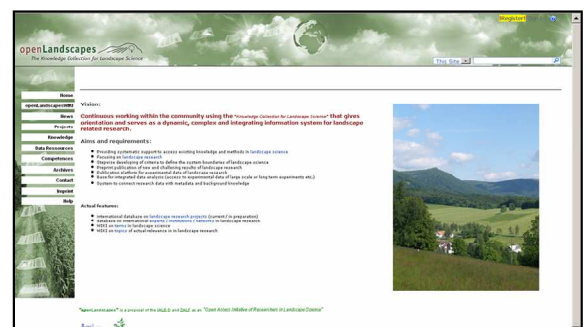 Register
openLandscapes
The Knowledge Collection for Landscape Science
This Site
Home
openLandscapesWIKI
News
Projects
Knowledge
Data Ressources
Competences
Archives
Contact
Imprint
Help
Vision:
Continuous working within the community using the "Knowledge Collection for Landscape Science" that gives
orientation and serves as a dynamic, complex and integrating information system for landscape
related research.
Aims and requirements:
Providing systematic support to access existing knowledge and methods in landscape science
Focussing on landscape research
Stepwise developing of criteria to define the system boundaries of landscape science
Preprint publication of new and challenging results of landscape research
Publication platform for experimental data of landscape research
Base for integrated data analysis (access to experimental data of large scale or long term experiments etc.)
System to connect research data with metadata and background knowledge
Actual features:
International database on landscape research projects (current / in preparation)
Database on international experts / institutions / networks in landscape research
WIKI on terms in landscape science
WIKI on topics of actual relevance in in landscape research
"openLandscapes" is a proposal of the IALE-D and ZALF as an "Open Access Initiative of Researchers in Landscape Science"